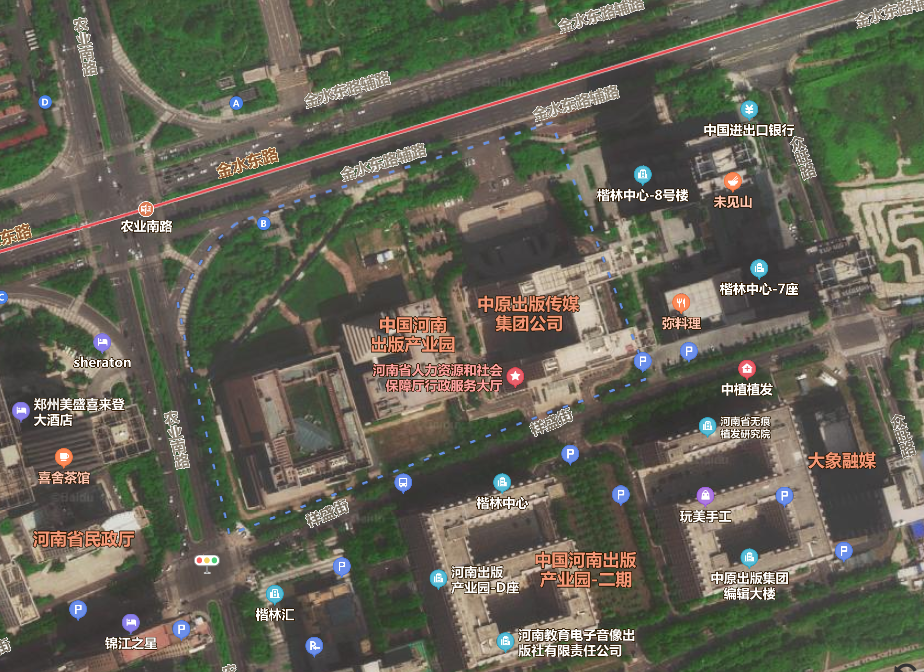 金水东路辅路
金水东路辅
农业南路
金水东路辅路
A
D
金水东路辅路
中国进出口银行
金水东路
金水东路辅路
楷林中心-8号楼
未见山
农业南路
东路
B
C
楷林中心-7座
中原出版传媒
集团公司
弥料理
中国河南
出版产业园
sheraton
P
P
河南省人力资源和社会
保障厅行政服务大厅
中植植发
郑州美盛喜来登
大酒店
农业南路
祥盛街
河南省无痕
植发研究院
喜舍茶馆
P
大象融媒
楷林中心
P
P
玩美手工
祥盛街
河南省民政厅
P
中国河南出版
产业园-二期
P
河南出版
产业园-D座
中原出版集团
编辑大楼
P
楷林汇
P
锦江之星
河南教育电子音像出
版社有限责任公司